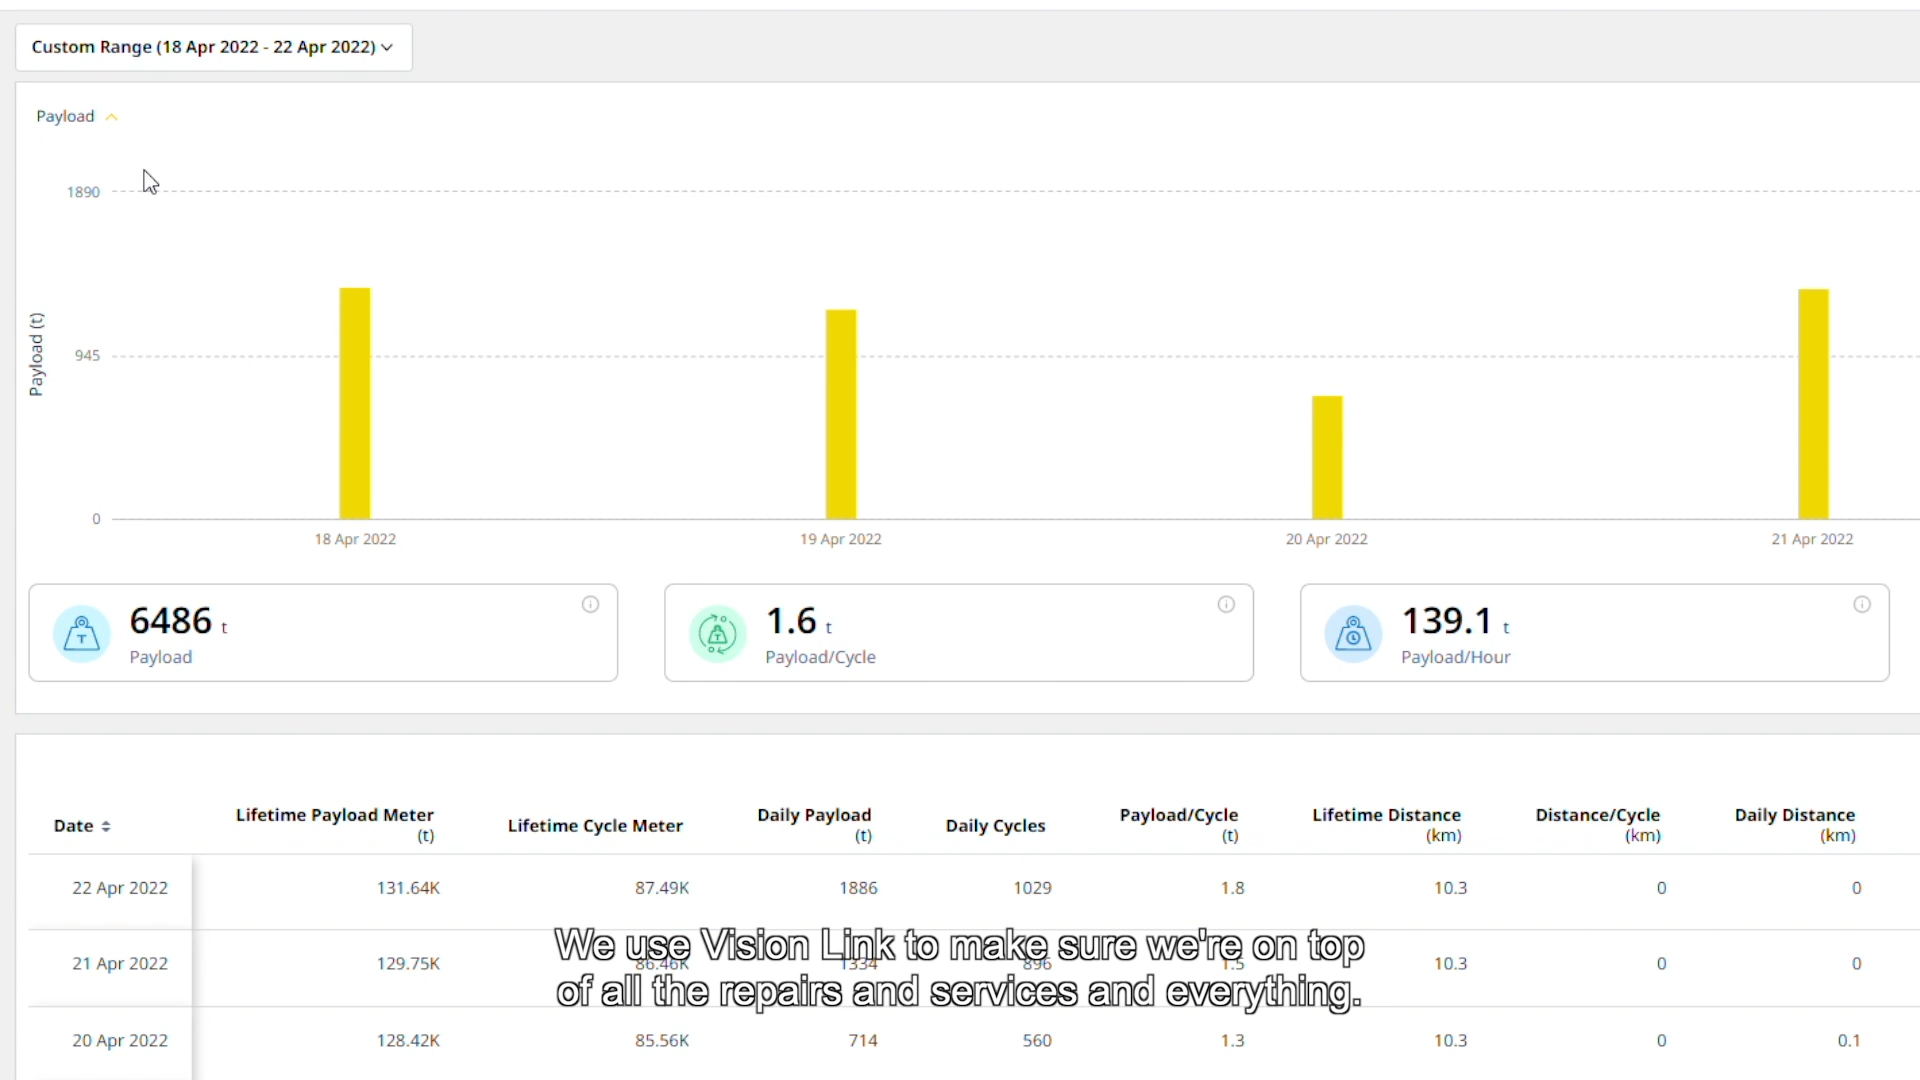 Custom Range (18 Apr 2022 - 22 Apr 2022)
Payload
1890
945
0
Payload (t)
18 Apr 2022 19 Apr 2022 20 Apr 2022 21 Apr 2022
6486 t
Payload
1.6 t
Payload/Cycle
139.1 t
Payload/Hour
Date Lifetime Payload Meter (t) Lifetime Cycle Meter Daily Payload (t) Daily Cycles Payload/Cycle (t) Lifetime Distance (km) Distance/Cycle (km) Daily Distance (km)
22 Apr 2022 131.64K 87.49K 1886 1029 1.8 10.3 0 0
21 Apr 2022 129.75K 86.46K 1334 896 1.5 10.3 0 0
20 Apr 2022 128.42K 85.56K 714 560 1.3 10.3 0 0.1
We use Vision Link to make sure we're on top
of all the repairs and services and everything.